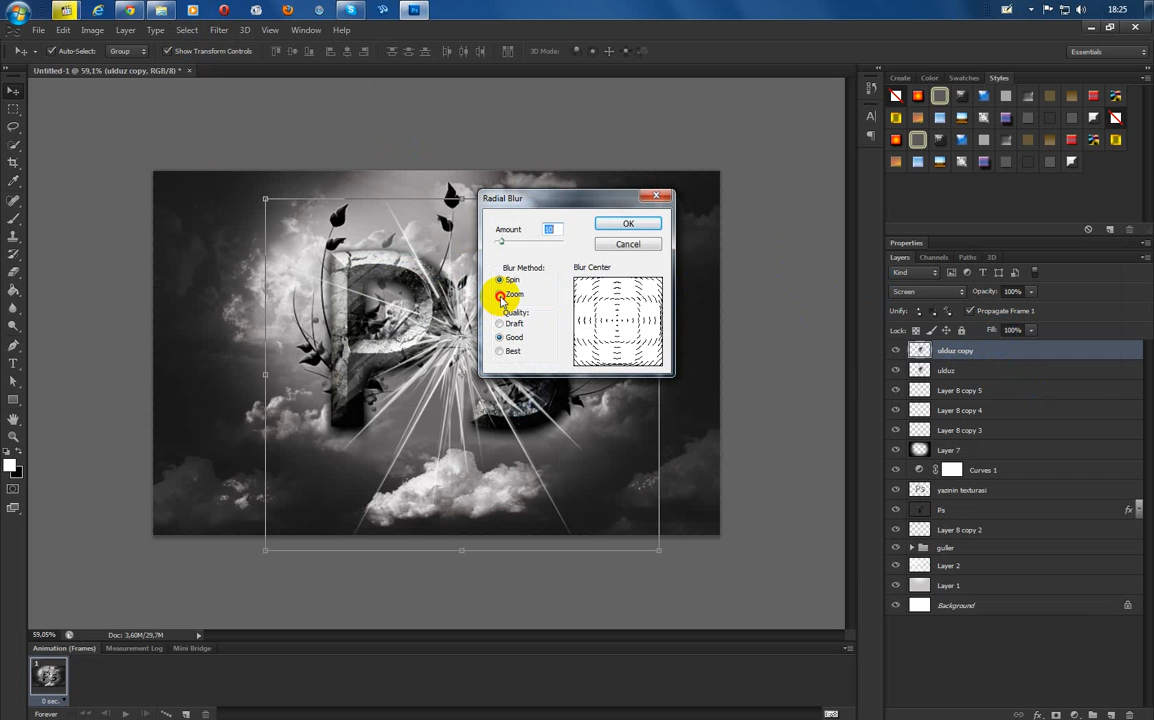 18:25
File Edit Image Layer Type Select Filter 3D View Window Help
Auto-Select: Group Show Transform Controls 3D Mode: Essentials
Untitled-1 @ 59,1% (ulduz copy, RGB/8) * ×
Create Color Swatches Styles
Radial Blur
Amount 10 OK
Cancel
Blur Method: Blur Center
Spin
Zoom
Quality:
Draft
Good
Best
Properties
Layers Channels Paths 3D
Kind
Screen Opacity: 100%
Unify: Propagate Frame 1
Lock: Fill: 100%
ulduz copy
ulduz
Layer 8 copy 5
Layer 8 copy 4
Layer 8 copy 3
Layer 7
Curves 1
yazinin texturasi
Ps fx
Layer 8 copy 2
guller
Layer 2
Layer 1
Background
59,05% Doc: 3,60M/29,7M
Animation (Frames) Measurement Log Mini Bridge
1
0 sec.
Forever